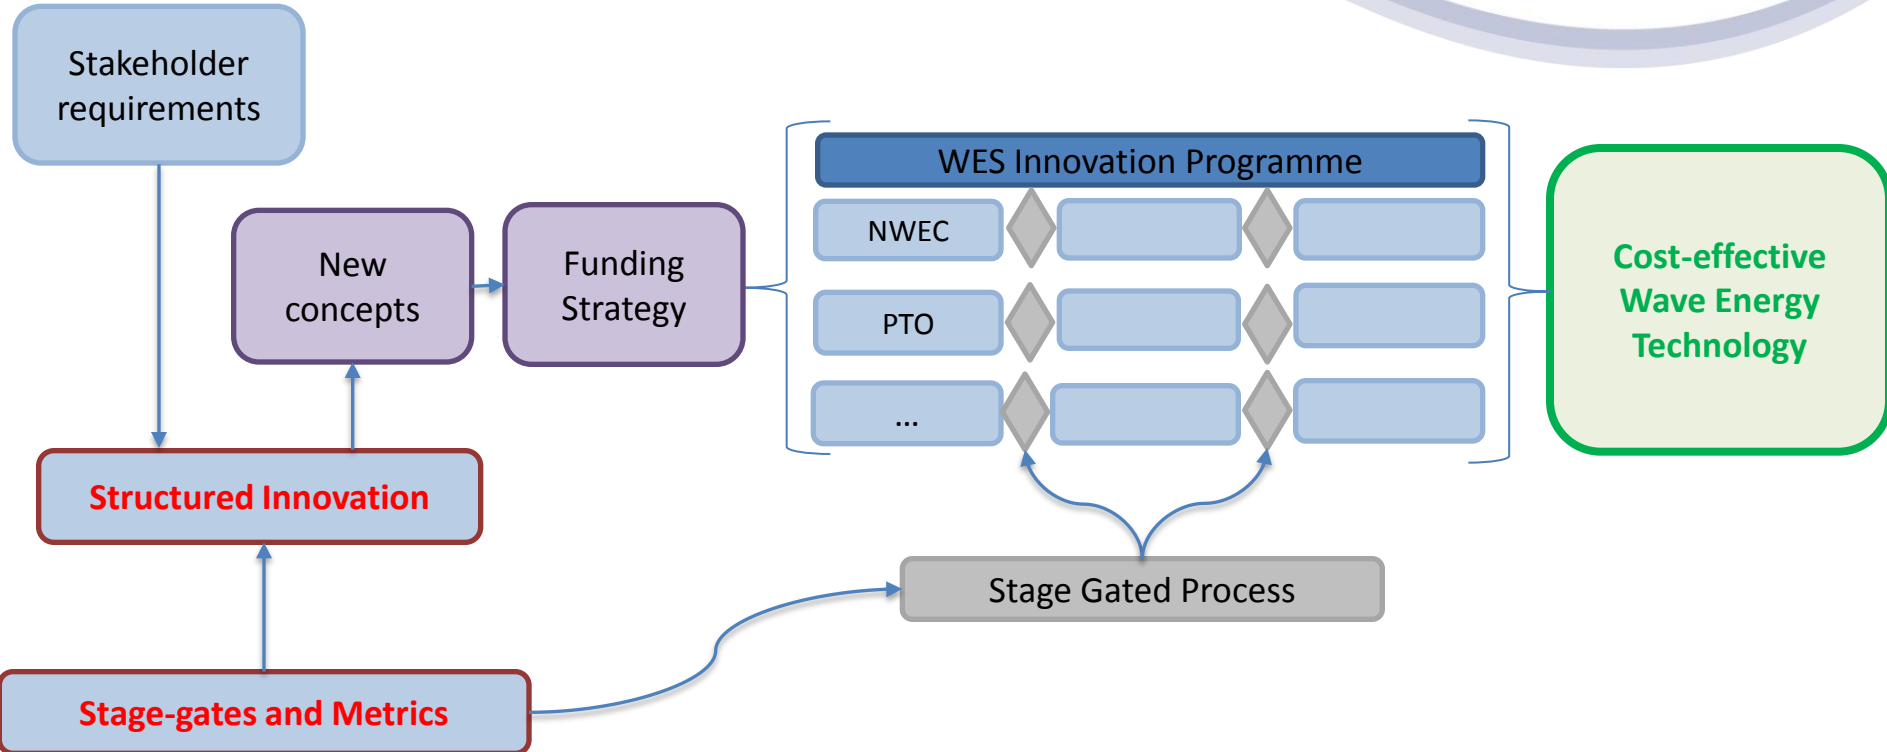 Stakeholder
requirements
WES Innovation Programme
NWEC
New
concepts
Funding
Strategy
Cost-effective
Wave Energy
Technology
PTO
...
Structured Innovation
Stage Gated Process
Stage-gates and Metrics